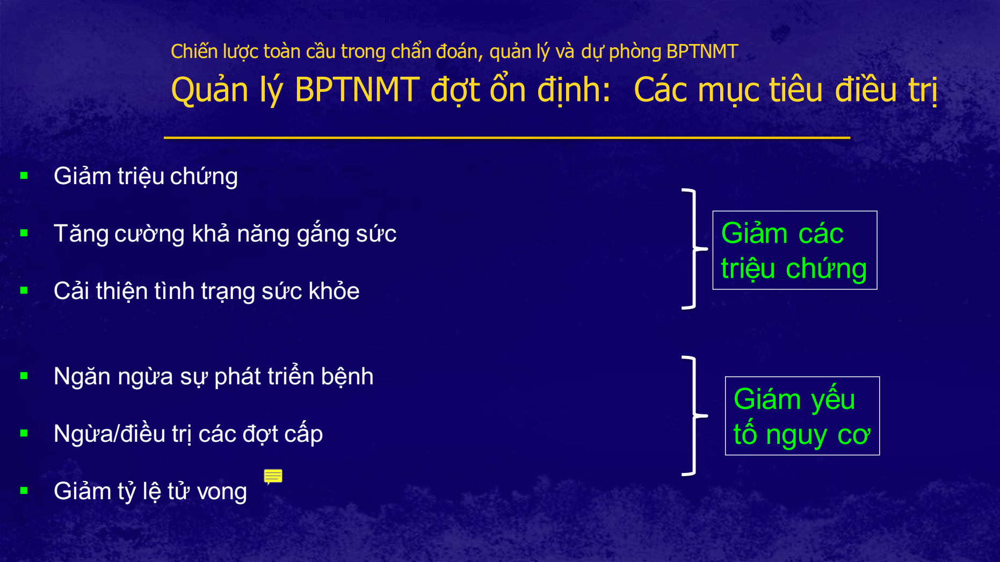 Chiến lược toàn cầu trong chẩn đoán, quản lý và dự phòng BPTNMT
Quản lý BPTNMT đợt ổn định: Các mục tiêu điều trị
Giảm triệu chứng
Tăng cường khả năng gắng sức
Cải thiện tình trạng sức khỏe
Giảm các
triệu chứng
Ngăn ngừa sự phát triển bệnh
Ngừa/điều trị các đợt cấp
Giảm tỷ lệ tử vong
Giám yếu
tố nguy cơ